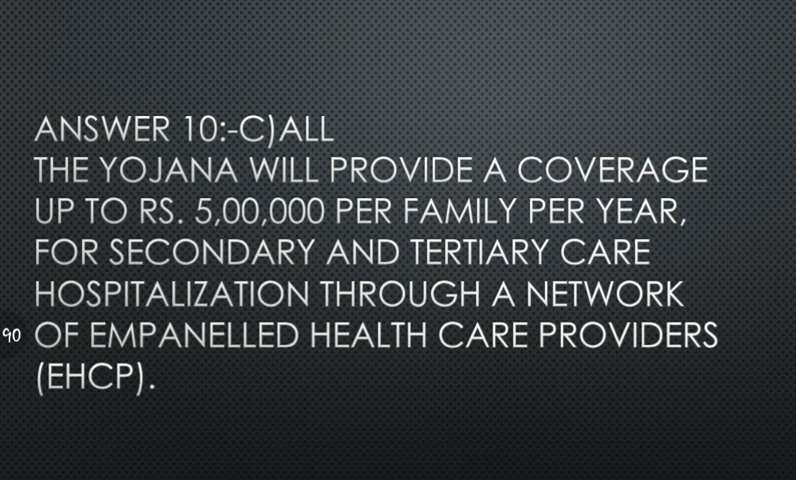 ANSWER 10:-C)ALL
THE YOJANA WILL PROVIDE A COVERAGE
UP TO RS. 5,00,000 PER FAMILY PER YEAR,
FOR SECONDARY AND TERTIARY CARE
HOSPITALIZATION THROUGH A NETWORK
90 OF EMPANELLED HEALTH CARE PROVIDERS
(EHCP).